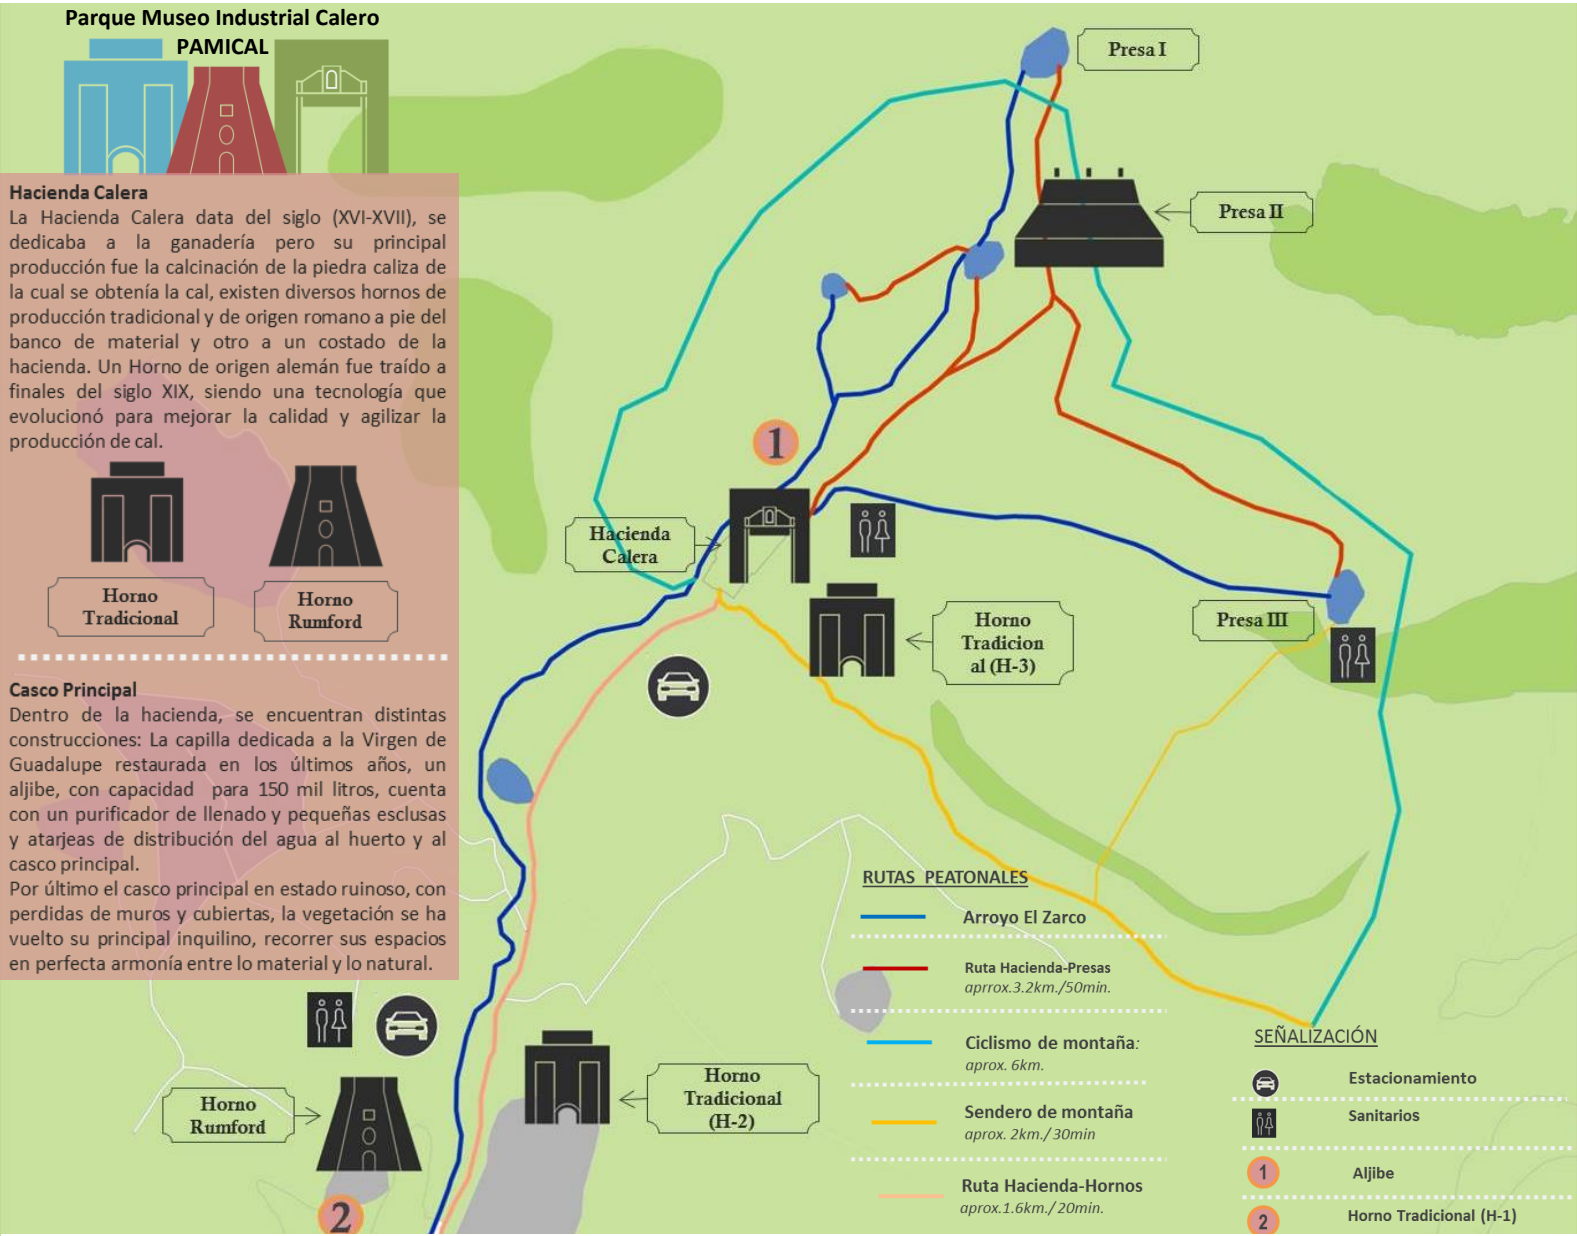 Parque Museo Industrial Calero
PAMICAL
Hacienda Calera
La Hacienda Calera data del siglo (XVI-XVII), se
dedicaba a la ganadería pero su principal
producción fue la calcinación de la piedra caliza de
la cual se obtenía la cal, existen diversos hornos de
producción tradicional y de origen romano a pie del
banco de material y otro a un costado de la
hacienda. Un Horno de origen alemán fue traído a
finales del siglo XIX, siendo una tecnología que
evolucionó para mejorar la calidad y agilizar la
producción de cal.
Horno
Tradicional
Horno
Rumford
Casco Principal
Dentro de la hacienda, se encuentran distintas
construcciones: La capilla dedicada a la Virgen de
Guadalupe restaurada en los últimos años, un
aljibe, con capacidad para 150 mil litros, cuenta
con un purificador de llenado y pequeñas esclusas
y atarjeas de distribución del agua al huerto y al
casco principal.
Por último el casco principal en estado ruinoso, con
perdidas de muros y cubiertas, la vegetación se ha
vuelto su principal inquilino, recorrer sus espacios
en perfecta armonía entre lo material y lo natural.
Presa I
Presa II
1
Hacienda
Calera
Horno
Tradicion
al (H-3)
Presa III
Horno
Rumford
2
Horno
Tradicional
(H-2)
RUTAS PEATONALES
Arroyo El Zarco
Ruta Hacienda-Presas
aprrox.3.2km./50min.
Ciclismo de montaña:
aprox. 6km.
Sendero de montaña
aprox. 2km./ 30min
Ruta Hacienda-Hornos
aprox.1.6km./ 20min.
SEÑALIZACIÓN
Estacionamiento
Sanitarios
1 Aljibe
2 Horno Tradicional (H-1)